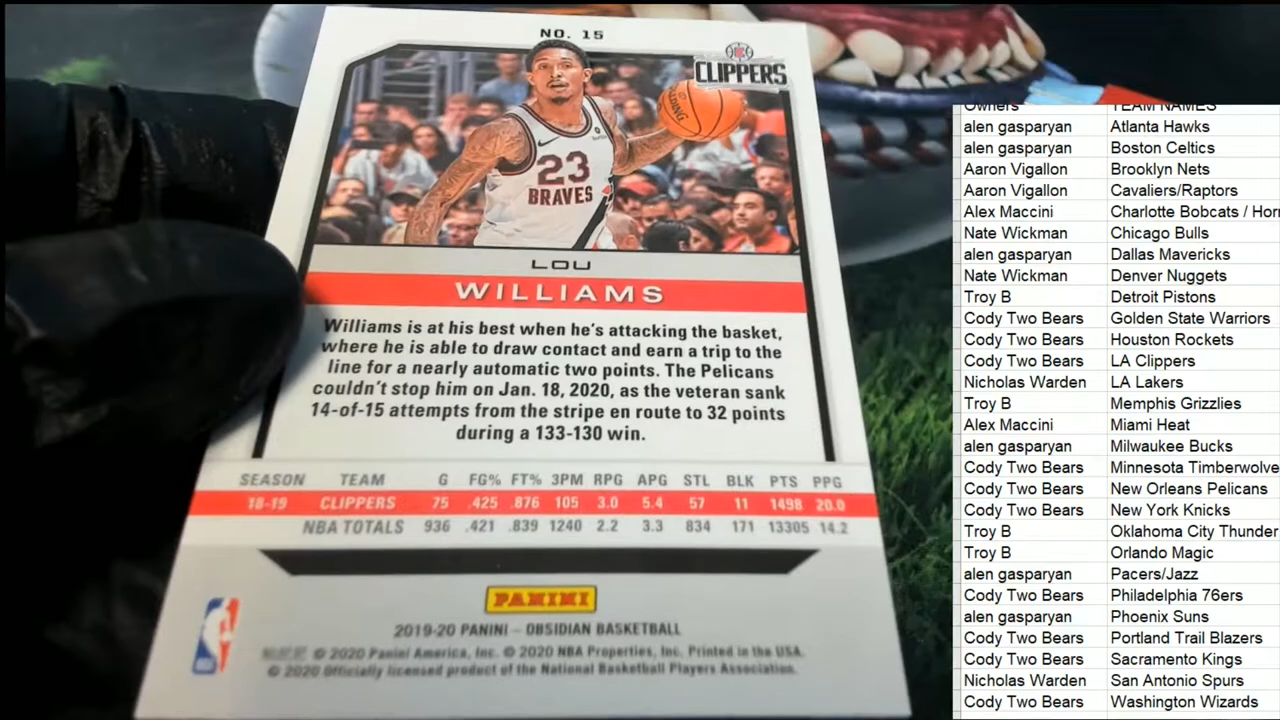 NO. 15
CLIPPERS
SPALDING
23
BRAVES
LOU
WILLIAMS
Williams is at his best when he's attacking the basket,
where he is able to draw contact and earn a trip to the
line for a nearly automatic two points. The Pelicans
couldn't stop him on Jan. 18, 2020, as the veteran sank
14-of-15 attempts from the stripe en route to 32 points
during a 133-130 win.
SEASON TEAM G FG% FT% 3PM RPG APG STL BLK PTS PPG
18-19 CLIPPERS 75 .425 .876 105 3.0 5.4 57 11 1498 20.0
NBA TOTALS 936 .421 .839 1240 2.2 3.3 834 171 13305 14.2
PANINI
2019-20 PANINI – OBSIDIAN BASKETBALL
© 2020 Panini America, Inc. © 2020 NBA Properties, Inc. Printed in the USA.
© 2020 Officially licensed product of the National Basketball Players Association.
NBA
Owners TEAM NAMES
alen gasparyan Atlanta Hawks
alen gasparyan Boston Celtics
Aaron Vigallon Brooklyn Nets
Aaron Vigallon Cavaliers/Raptors
Alex Maccini Charlotte Bobcats / Hor
Nate Wickman Chicago Bulls
alen gasparyan Dallas Mavericks
Nate Wickman Denver Nuggets
Troy B Detroit Pistons
Cody Two Bears Golden State Warriors
Cody Two Bears Houston Rockets
Cody Two Bears LA Clippers
Nicholas Warden LA Lakers
Troy B Memphis Grizzlies
Alex Maccini Miami Heat
alen gasparyan Milwaukee Bucks
Cody Two Bears Minnesota Timberwolve
Cody Two Bears New Orleans Pelicans
Cody Two Bears New York Knicks
Troy B Oklahoma City Thunder
Troy B Orlando Magic
alen gasparyan Pacers/Jazz
Cody Two Bears Philadelphia 76ers
alen gasparyan Phoenix Suns
Cody Two Bears Portland Trail Blazers
Cody Two Bears Sacramento Kings
Nicholas Warden San Antonio Spurs
Cody Two Bears Washington Wizards